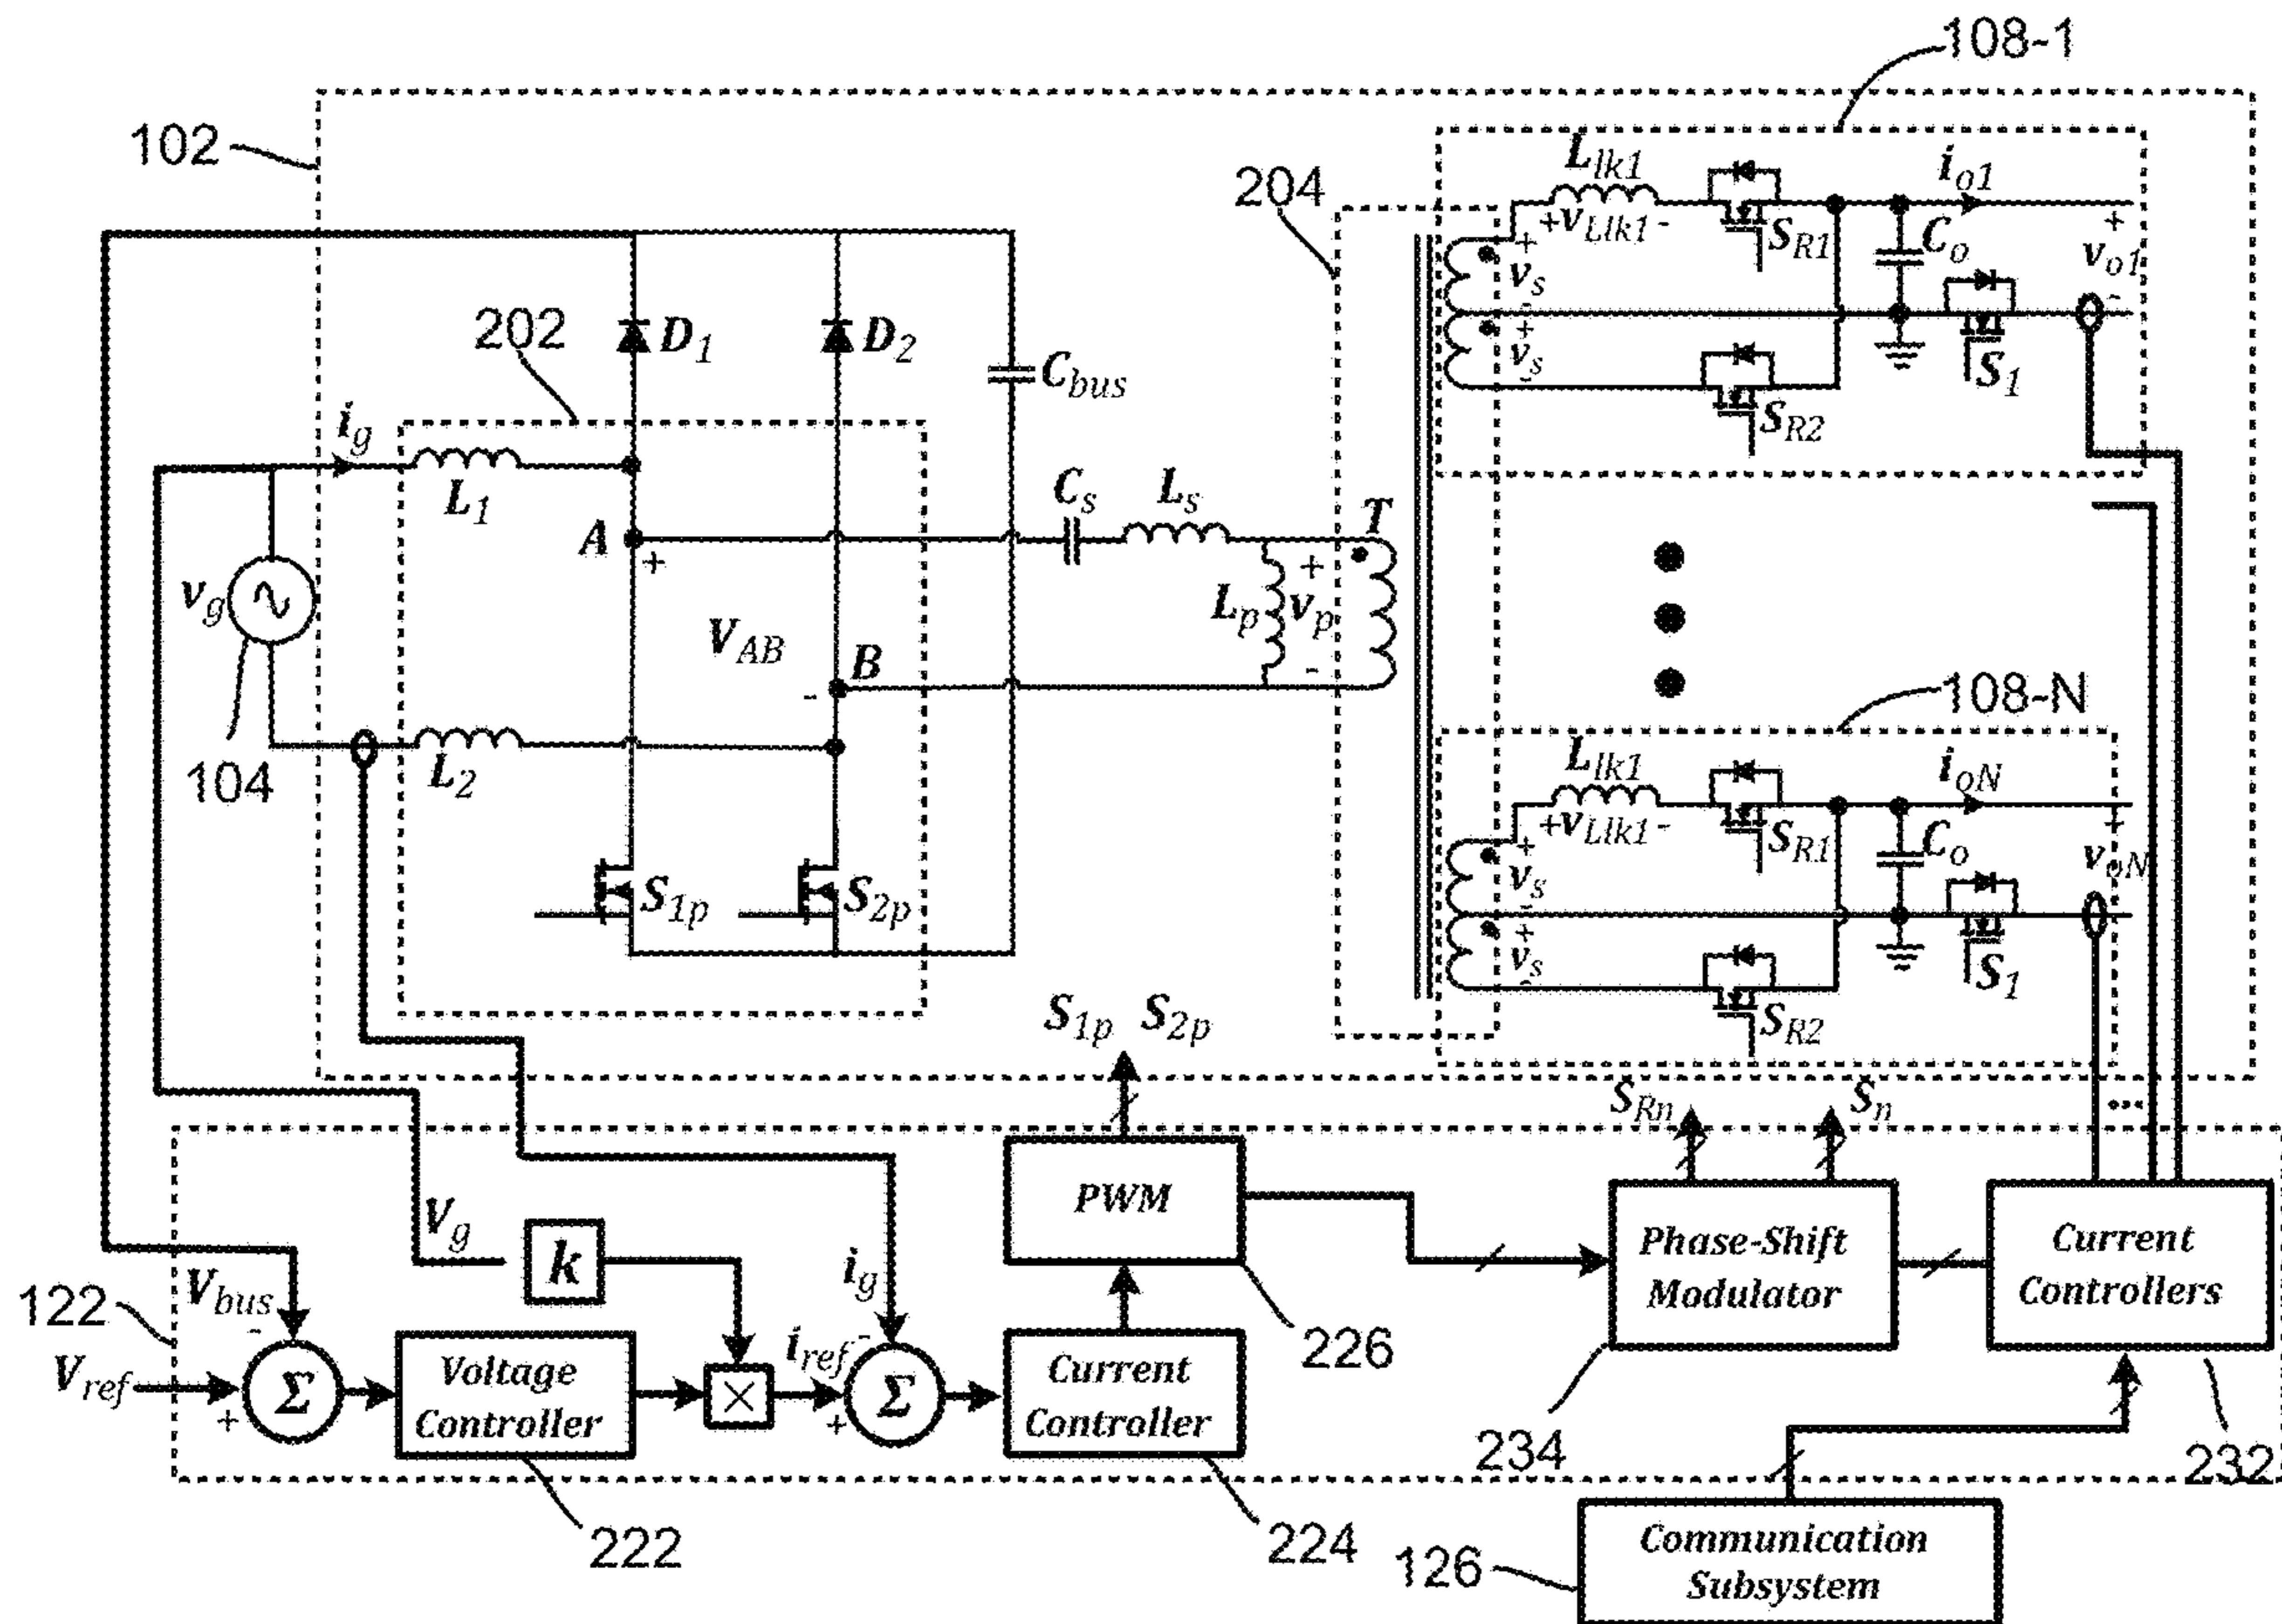 108-1
102
204
L_lk1
+v_Llk1-
S_R1
i_o1
+
C_o
v_o1
-
+
v_s
-
+
v_s
-
S_1
S_R2
202
D_1
D_2
C_bus
i_g
L_1
A
+
C_s
L_s
T
v_g
V_AB
L_p
+
v_p
-
B
-
108-N
104
L_2
L_lk1
+v_Llk1-
S_R1
i_oN
+
C_o
v_oN
+
v_s
-
+
v_s
-
S_1
S_R2
S_1p
S_2p
S_1p S_2p
S_Rn
S_n
...
PWM
V_g
k
i_g
Phase-Shift
Modulator
Current
Controllers
122
V_bus
-
V_ref
+
Σ
Voltage
Controller
×
i_ref
-
+
Σ
Current
Controller
226
234
232
222
224
126
Communication
Subsystem